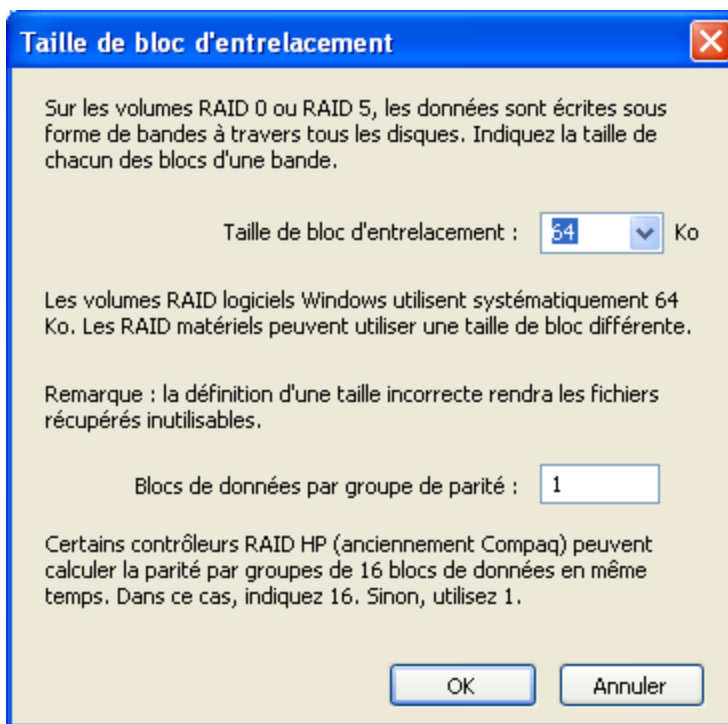 Taille de bloc d'entrelacement
Sur les volumes RAID 0 ou RAID 5, les données sont écrites sous
forme de bandes à travers tous les disques. Indiquez la taille de
chacun des blocs d'une bande.
Taille de bloc d'entrelacement : 64 Ko
Les volumes RAID logiciels Windows utilisent systématiquement 64
Ko. Les RAID matériels peuvent utiliser une taille de bloc différente.
Remarque : la définition d'une taille incorrecte rendra les fichiers
récupérés inutilisables.
Blocs de données par groupe de parité : 1
Certains contrôleurs RAID HP (anciennement Compaq) peuvent
calculer la parité par groupes de 16 blocs de données en même
temps. Dans ce cas, indiquez 16. Sinon, utilisez 1.
OK Annuler